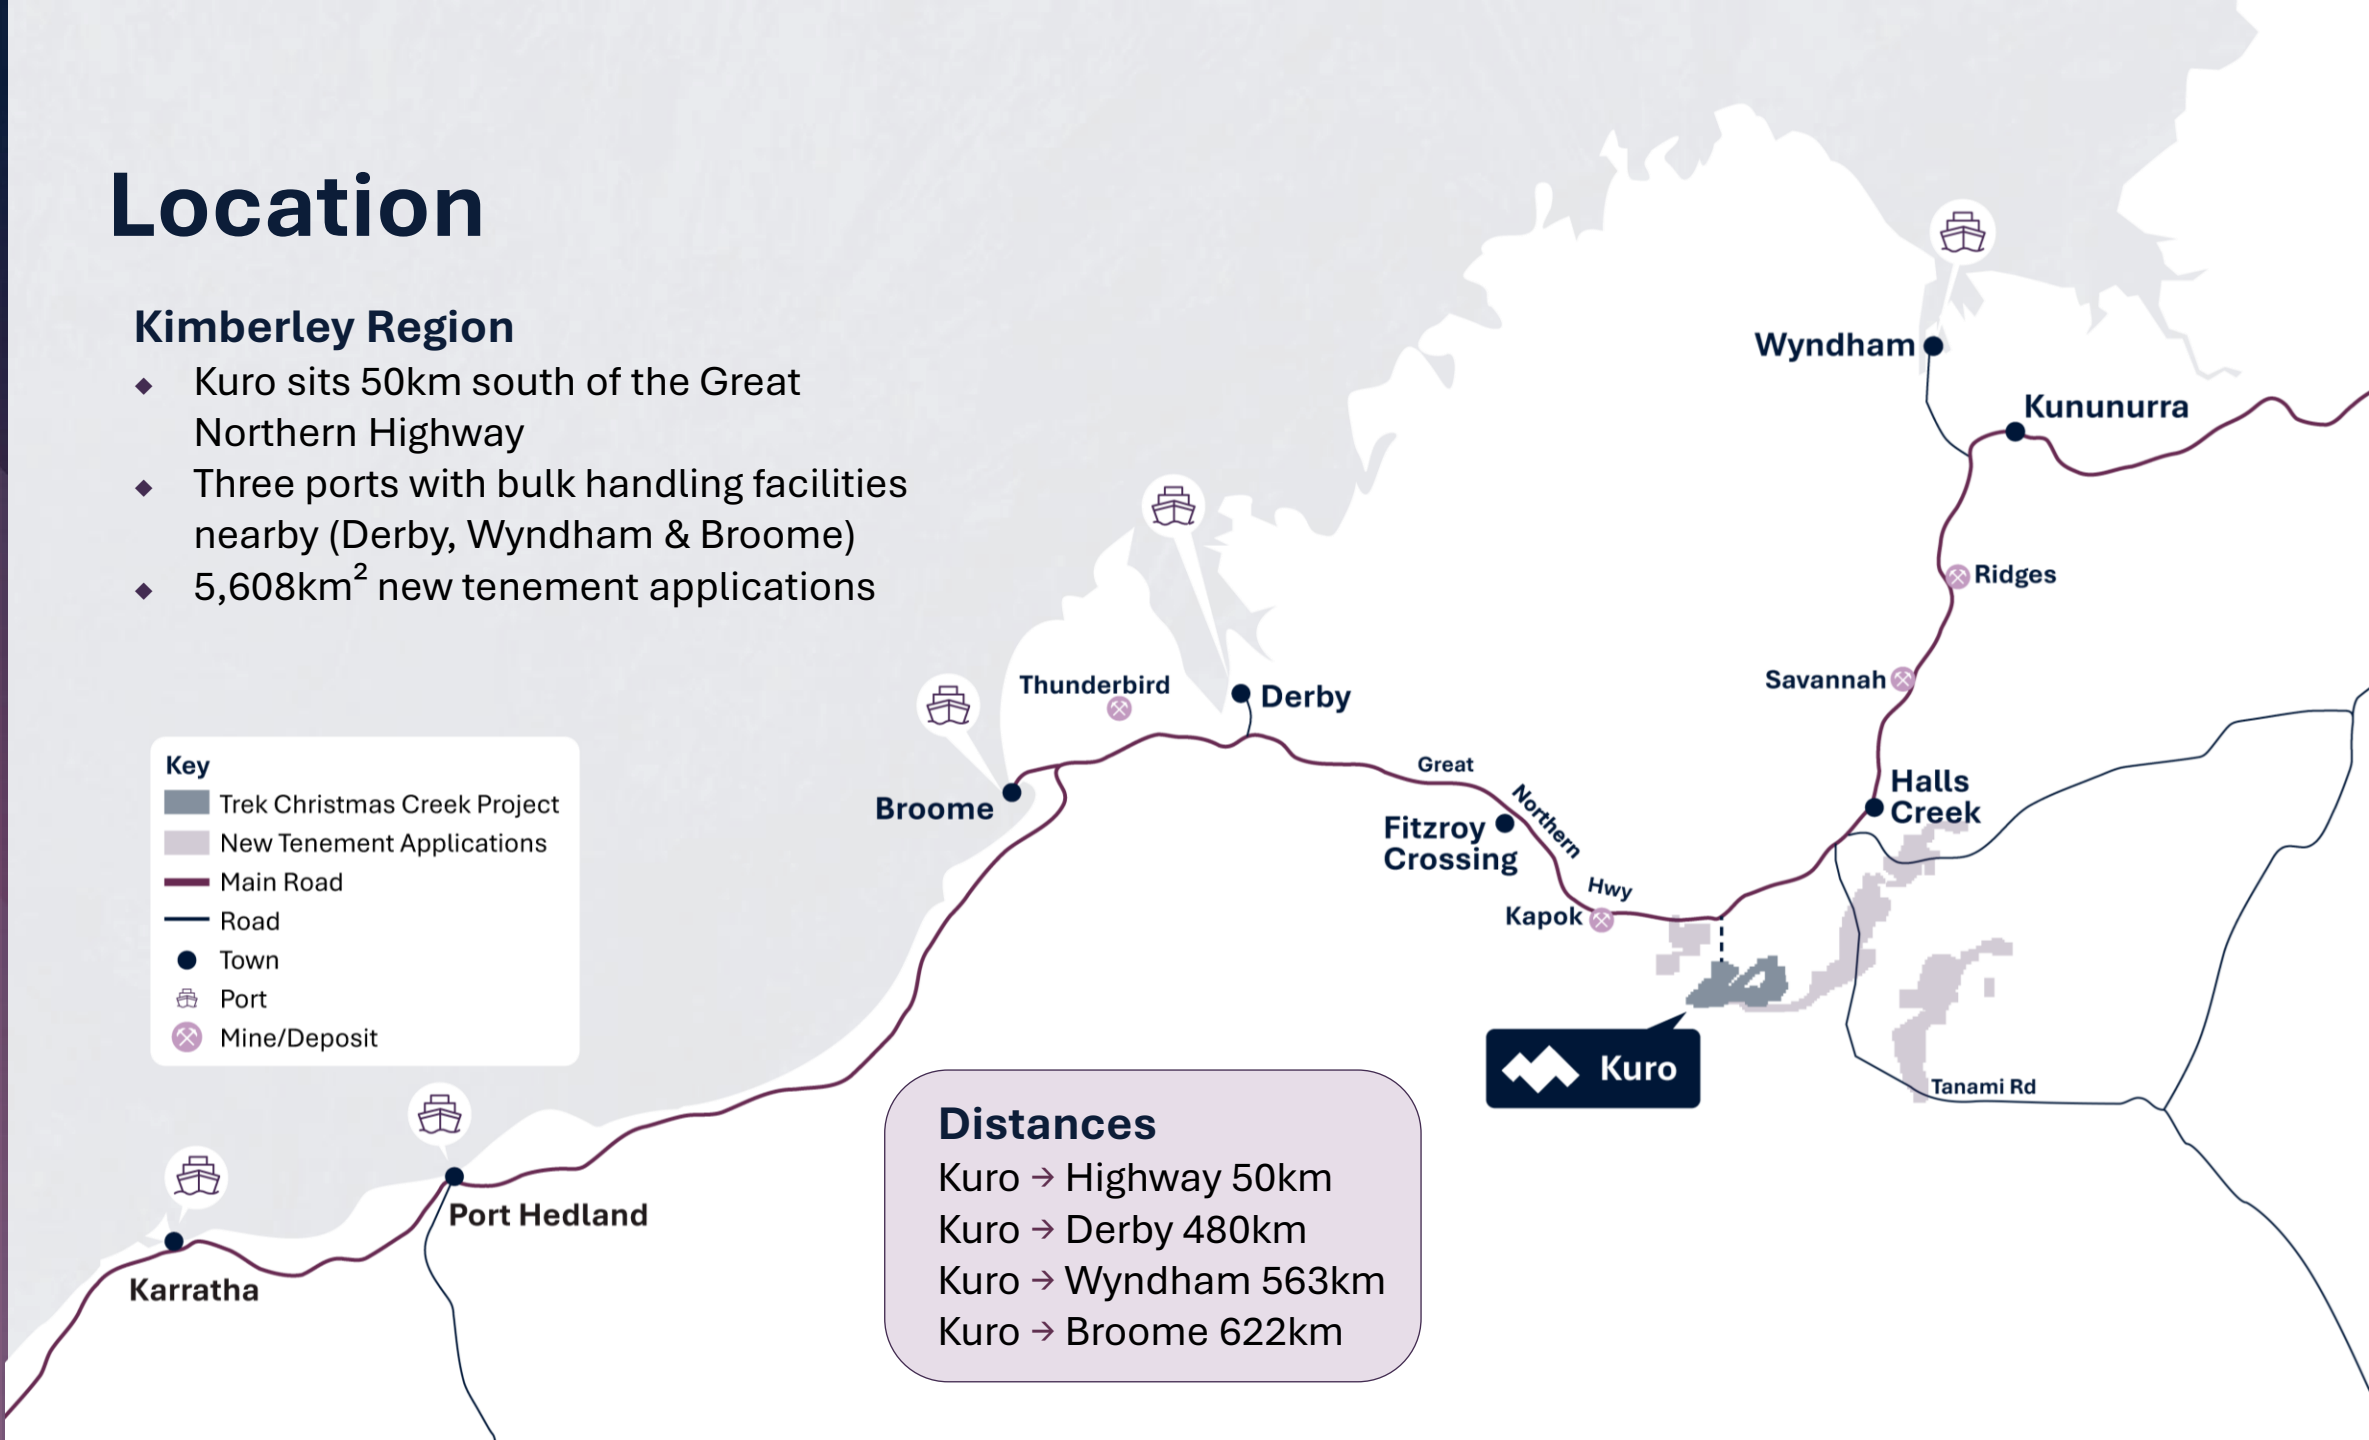 Location
Kimberley Region
Kuro sits 50km south of the Great
Northern Highway
Three ports with bulk handling facilities
nearby (Derby, Wyndham & Broome)
5,608km² new tenement applications
Key
Trek Christmas Creek Project
New Tenement Applications
Main Road
Road
Town
Port
Mine/Deposit
Wyndham
Kununurra
Ridges
Savannah
Thunderbird
Derby
Broome
Great
Northern
Hwy
Fitzroy
Crossing
Halls
Creek
Kapok
Kuro
Tanami Rd
Port Hedland
Karratha
Distances
Kuro → Highway 50km
Kuro → Derby 480km
Kuro → Wyndham 563km
Kuro → Broome 622km